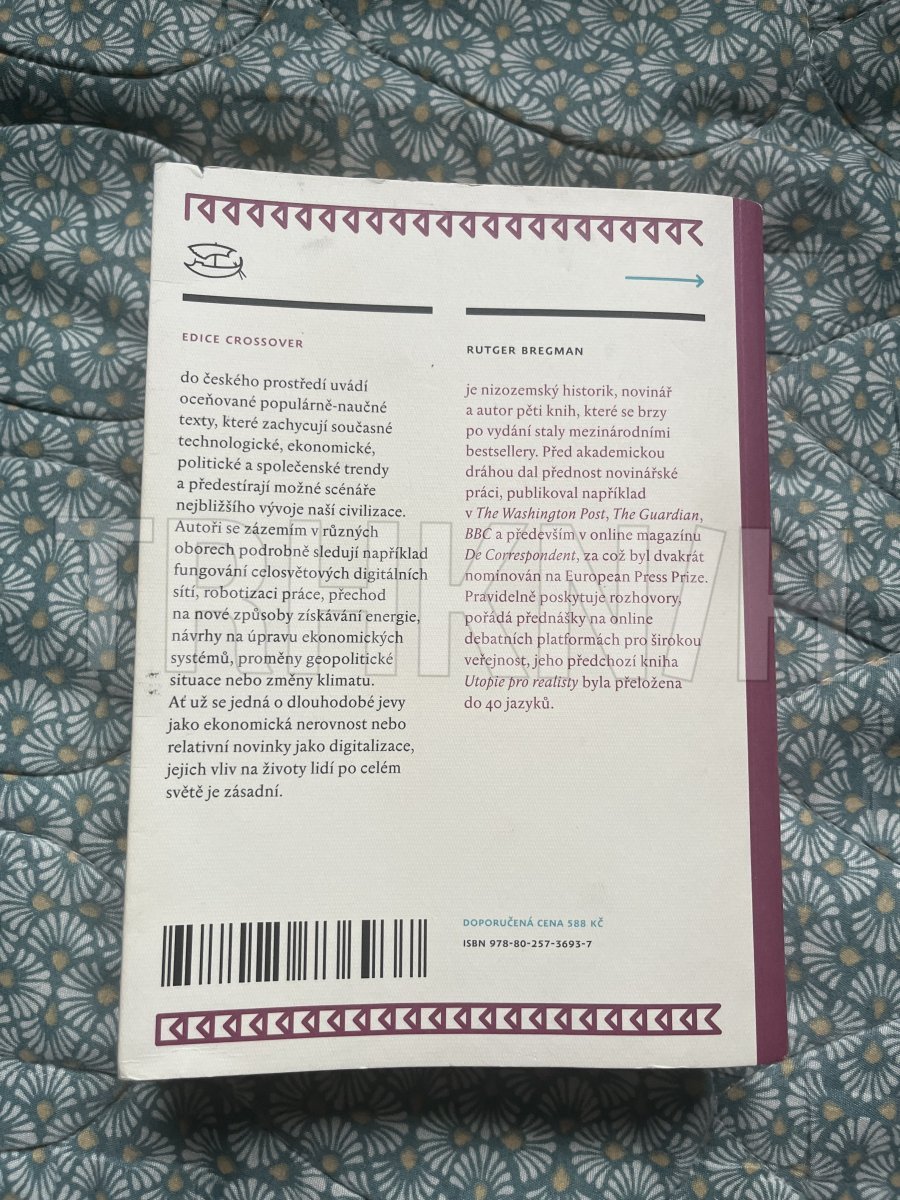 EDICE CROSSOVER
do českého prostředí uvádí
oceňované populárně-naučné
texty, které zachycují současné
technologické, ekonomické,
politické a společenské trendy
a předestírají možné scénáře
nejbližšího vývoje naší civilizace.
Autoři se zázemím v různých
oborech podrobně sledují například
fungování celosvětových digitálních
sítí, robotizaci práce, přechod
na nové způsoby získávání energie,
návrhy na úpravu ekonomických
systémů, proměny geopolitické
situace nebo změny klimatu.
Ať už se jedná o dlouhodobé jevy
jako ekonomická nerovnost nebo
relativní novinky jako digitalizace,
jejich vliv na životy lidí po celém
světě je zásadní.
RUTGER BREGMAN
je nizozemský historik, novinář
a autor pěti knih, které se brzy
po vydání staly mezinárodními
bestsellery. Před akademickou
dráhou dal přednost novinářské
práci, publikoval například
v The Washington Post, The Guardian,
BBC a především v online magazínu
De Correspondent, za což byl dvakrát
nominován na European Press Prize.
Pravidelně poskytuje rozhovory,
pořádá přednášky na online
debatních platformách pro širokou
veřejnost, jeho předchozí kniha
Utopie pro realisty byla přeložena
do 40 jazyků.
DOPORUČENÁ CENA 588 KČ
ISBN 978-80-257-3693-7